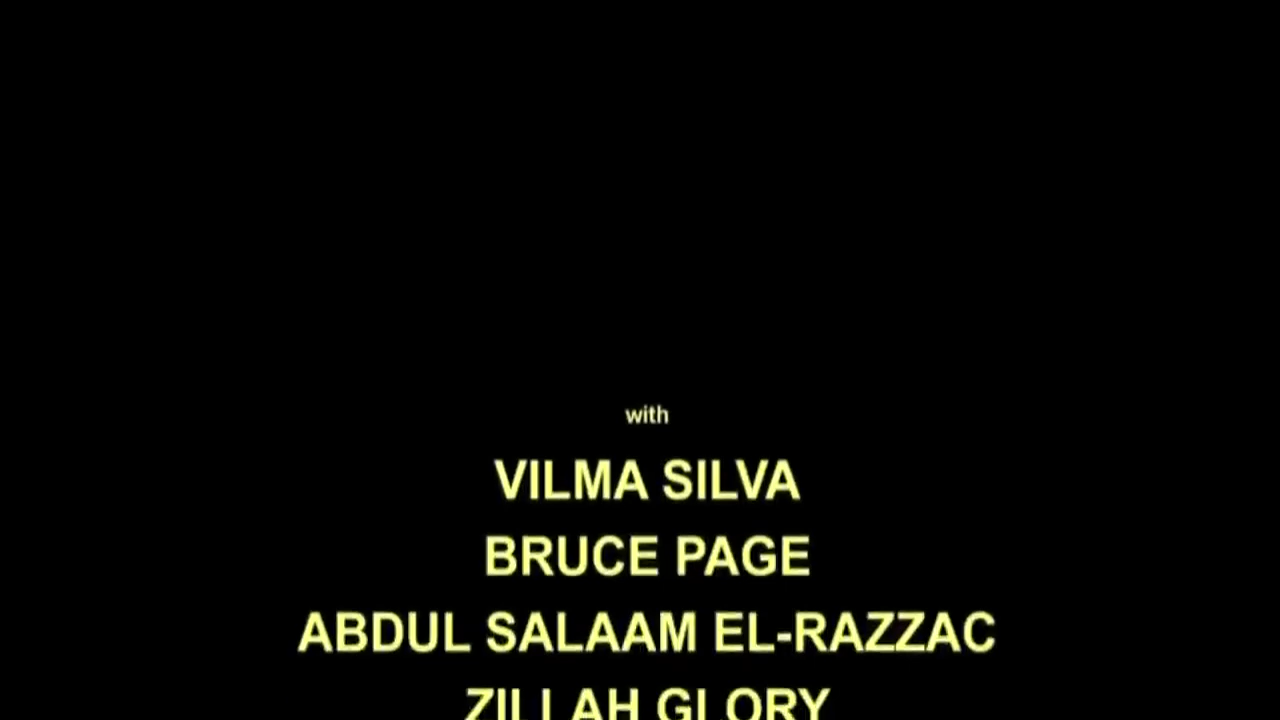 with
VILMA SILVA
BRUCE PAGE
ABDUL SALAAM EL-RAZZAC
ZILLAH GLORY